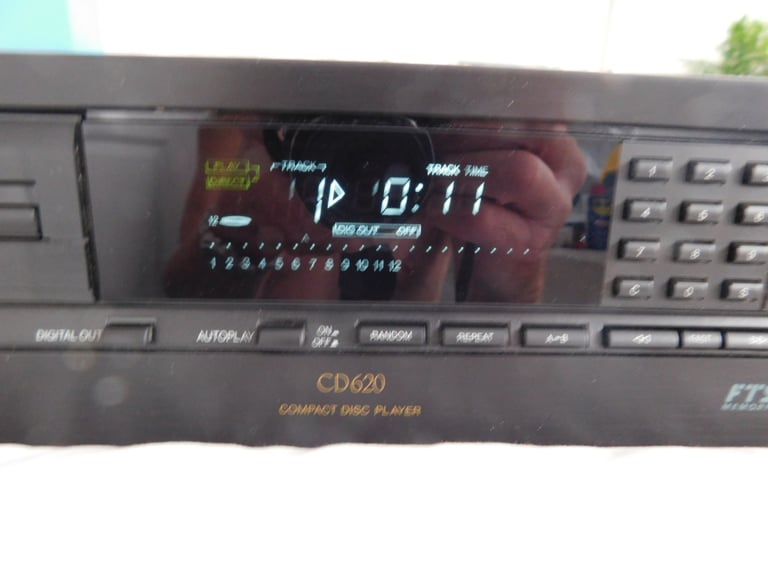 PLAY
DIRECT
TRACK
TRACK TIME
1 0:11
DIG OUT OFF
1 2 3 4 5 6 7 8 9 10 11 12
1 2
4 5 6
7 8 9
C 0 S
DIGITAL OUT
AUTOPLAY
ON
OFF
RANDOM
REPEAT
A-B
FAST
CD620
COMPACT DISC PLAYER
FTS